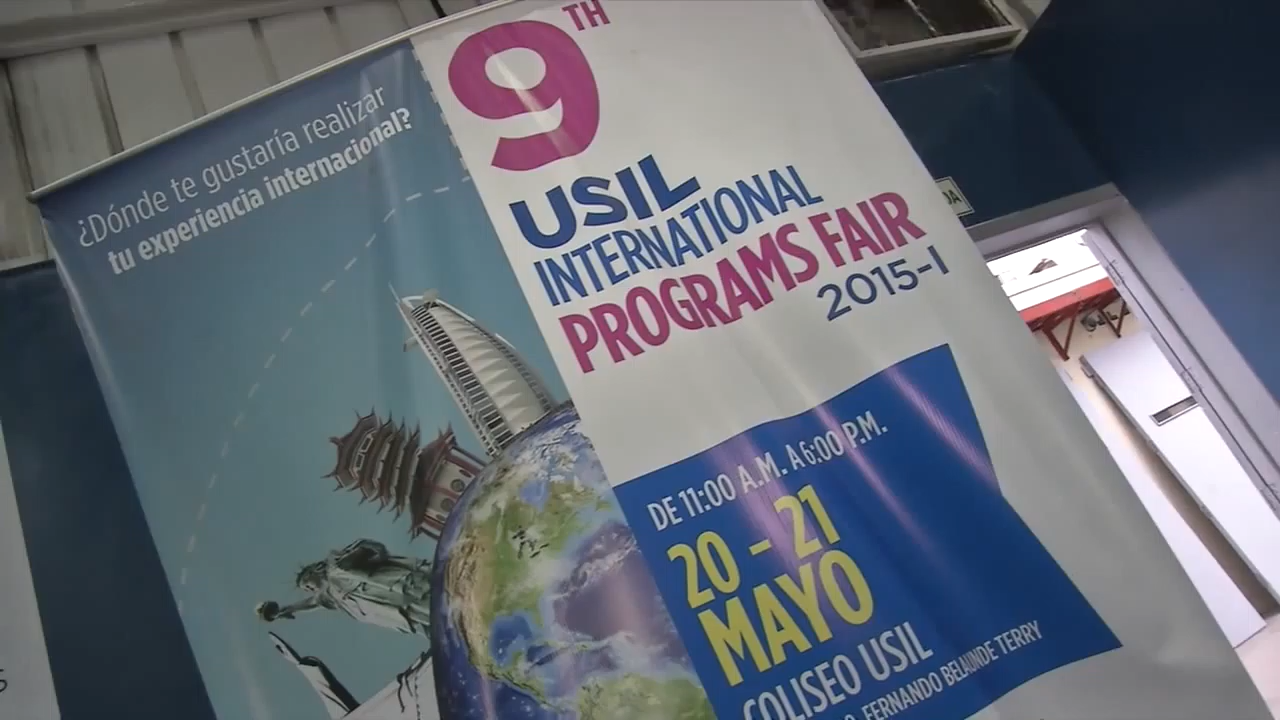 ¿Dónde te gustaría realizar
tu experiencia internacional?
9TH
USIL
INTERNATIONAL
PROGRAMS FAIR
2015-I
DE 11:00 A.M. A 6:00 P.M.
20 - 21
MAYO
COLISEO USIL
FERNANDO BELAUNDE TERRY